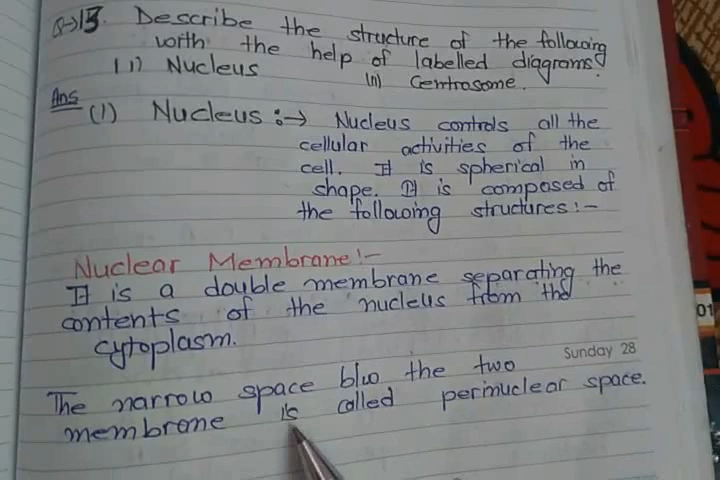 Q→13. Describe the structure of the following
with the help of labelled diagrams.
(i) Nucleus (ii) Centrosome.
Ans (1) Nucleus :→ Nucleus controls all the
cellular activities of the
cell. It is spherical in
shape. It is composed of
the following structures :-
Nuclear Membrane :-
It is a double membrane separating the
contents of the nucleus from the
cytoplasm.
Sunday 28
The narrow space b/w the two
membrane is called perinuclear space.
01